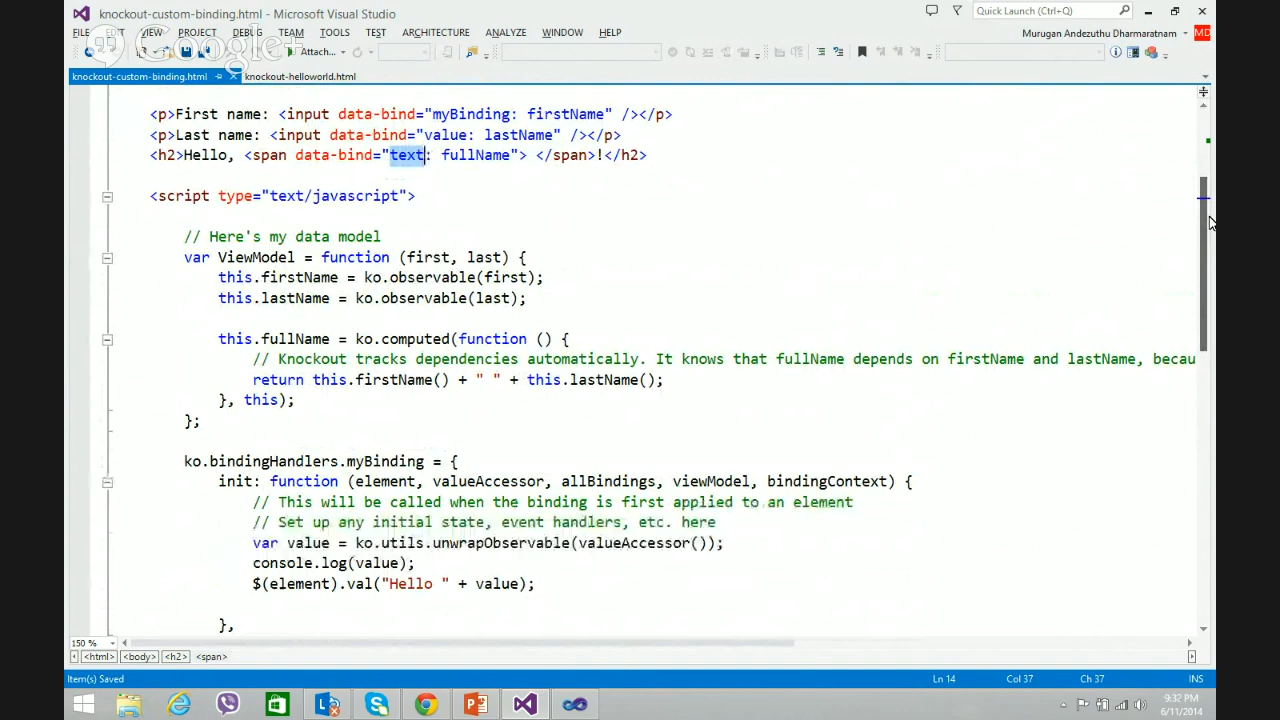 knockout-custom-binding.html - Microsoft Visual Studio
Quick Launch (Ctrl+Q)
FILE EDIT VIEW PROJECT DEBUG TEAM TOOLS TEST ARCHITECTURE ANALYZE WINDOW HELP
Murugan Andezuthu Dharmaratnam
MD
Google+
Attach...
knockout-custom-binding.html
knockout-helloworld.html
<p>First name: <input data-bind="myBinding: firstName" /></p>
<p>Last name: <input data-bind="value: lastName" /></p>
<h2>Hello, <span data-bind="text: fullName"> </span>!</h2>
<script type="text/javascript">
// Here's my data model
var ViewModel = function (first, last) {
this.firstName = ko.observable(first);
this.lastName = ko.observable(last);
this.fullName = ko.computed(function () {
// Knockout tracks dependencies automatically. It knows that fullName depends on firstName and lastName, becau
return this.firstName() + " " + this.lastName();
}, this);
};
ko.bindingHandlers.myBinding = {
init: function (element, valueAccessor, allBindings, viewModel, bindingContext) {
// This will be called when the binding is first applied to an element
// Set up any initial state, event handlers, etc. here
var value = ko.utils.unwrapObservable(valueAccessor());
console.log(value);
$(element).val("Hello " + value);
},
150 %
<html> <body> <h2> <span>
Item(s) Saved
Ln 14
Col 37
INS
9:32 PM
6/11/2014